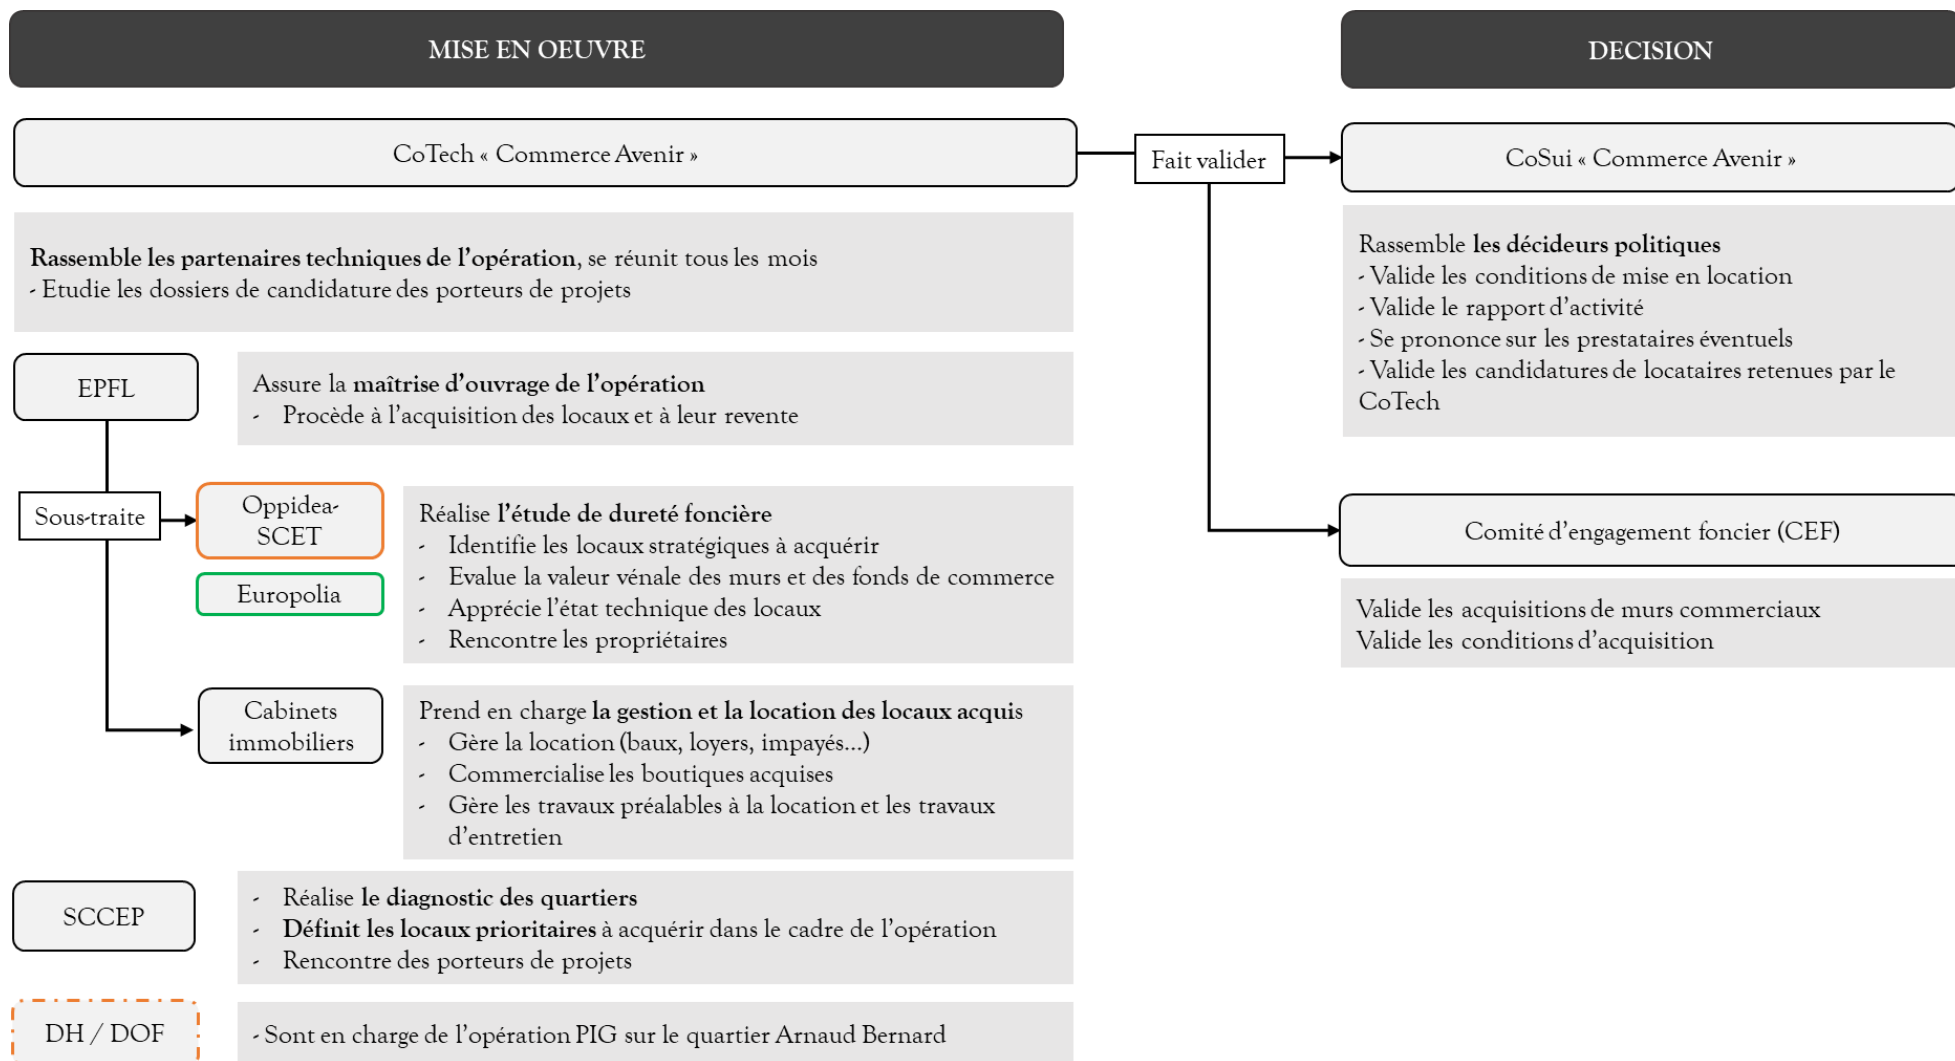 MISE EN OEUVRE
DECISION
CoTech « Commerce Avenir »
Fait valider
CoSui « Commerce Avenir »
Rassemble les partenaires techniques de l’opération, se réunit tous les mois
- Etudie les dossiers de candidature des porteurs de projets
Rassemble les décideurs politiques
- Valide les conditions de mise en location
- Valide le rapport d’activité
- Se prononce sur les prestataires éventuels
- Valide les candidatures de locataires retenues par le
CoTech
EPFL
Assure la maîtrise d’ouvrage de l’opération
- Procède à l’acquisition des locaux et à leur revente
Sous-traite
Oppidea-
SCET
Europolia
Réalise l’étude de dureté foncière
- Identifie les locaux stratégiques à acquérir
- Evalue la valeur vénale des murs et des fonds de commerce
- Apprécie l’état technique des locaux
- Rencontre les propriétaires
Comité d’engagement foncier (CEF)
Valide les acquisitions de murs commerciaux
Valide les conditions d’acquisition
Cabinets
immobiliers
Prend en charge la gestion et la location des locaux acquis
- Gère la location (baux, loyers, impayés...)
- Commercialise les boutiques acquises
- Gère les travaux préalables à la location et les travaux
d’entretien
SCCEP
- Réalise le diagnostic des quartiers
- Définit les locaux prioritaires à acquérir dans le cadre de l’opération
- Rencontre des porteurs de projets
DH / DOF
- Sont en charge de l’opération PIG sur le quartier Arnaud Bernard